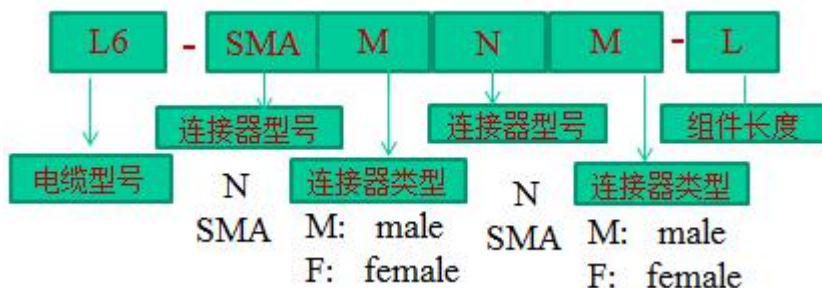 L6 - SMA M N M - L
连接器型号 连接器型号 组件长度
电缆型号 N 连接器类型 N 连接器类型
SMA M: male SMA M: male
F: female F: female